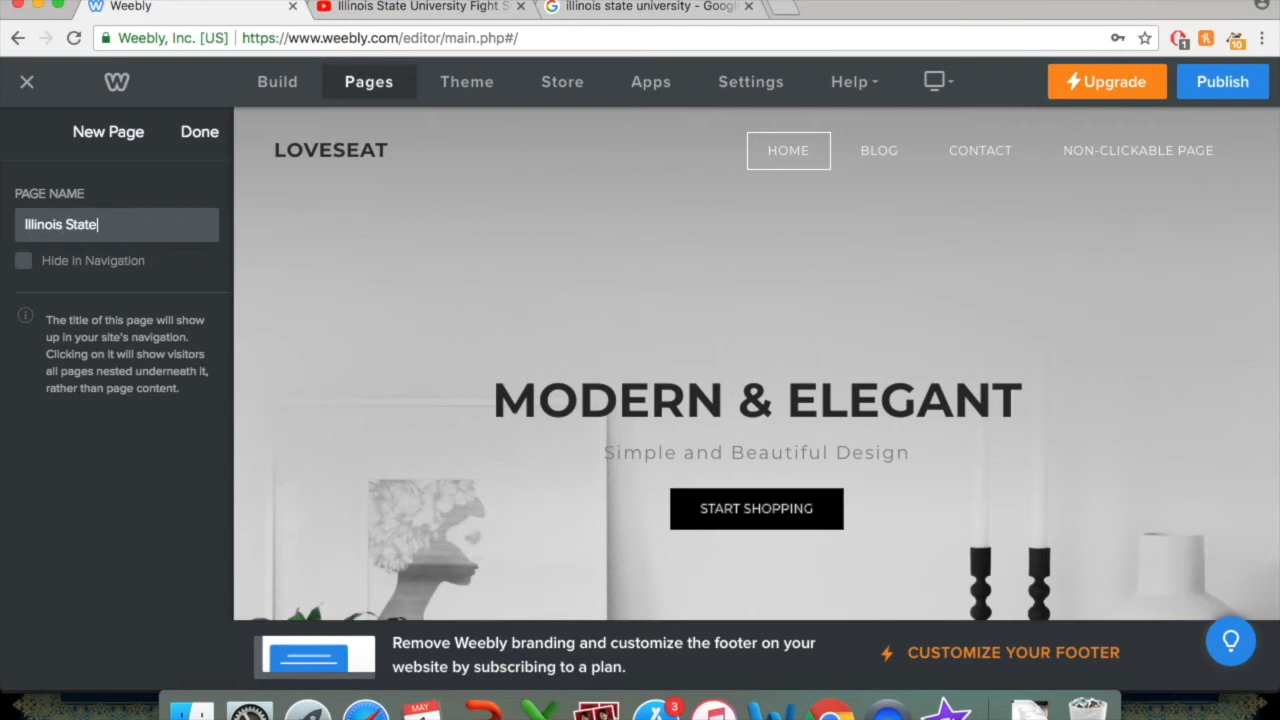 Weebly
Illinois State University Fight S
illinois state university - Googl
Weebly, Inc. [US]
https://www.weebly.com/editor/main.php#/
1
10
Build
Pages
Theme
Store
Apps
Settings
Help
Upgrade
Publish
New Page
Done
PAGE NAME
Illinois State
Hide in Navigation
The title of this page will show
up in your site's navigation.
Clicking on it will show visitors
all pages nested underneath it,
rather than page content.
LOVESEAT
HOME
BLOG
CONTACT
NON-CLICKABLE PAGE
MODERN & ELEGANT
Simple and Beautiful Design
START SHOPPING
Remove Weebly branding and customize the footer on your
website by subscribing to a plan.
CUSTOMIZE YOUR FOOTER
MAY
3